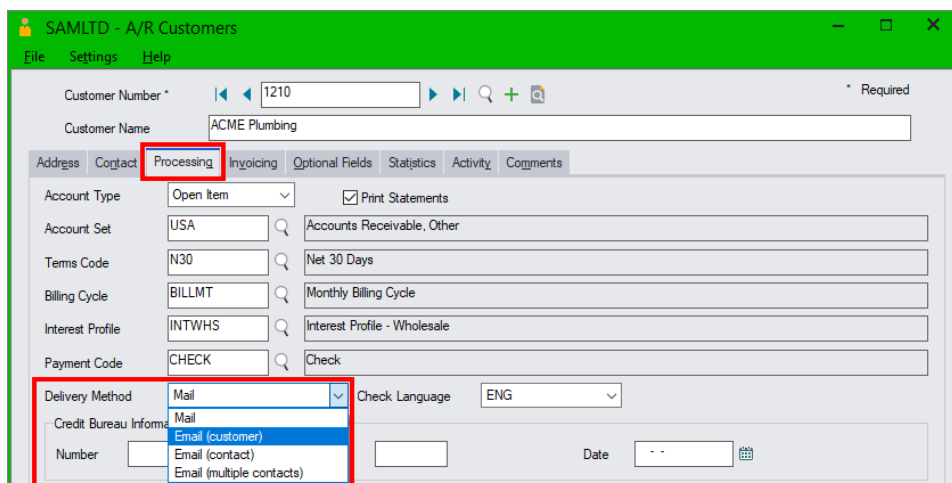 SAMLTD - A/R Customers
File Settings Help
Customer Number * 1210 * Required
Customer Name ACME Plumbing
Address Contact Processing Invoicing Optional Fields Statistics Activity Comments
Account Type Open Item Print Statements
Account Set USA Accounts Receivable, Other
Terms Code N30 Net 30 Days
Billing Cycle BILLMT Monthly Billing Cycle
Interest Profile INTWHS Interest Profile - Wholesale
Payment Code CHECK Check
Delivery Method Mail Check Language ENG
Mail
Credit Bureau
Email (customer)
Number Email (contact) Date - -
Email (multiple contacts)